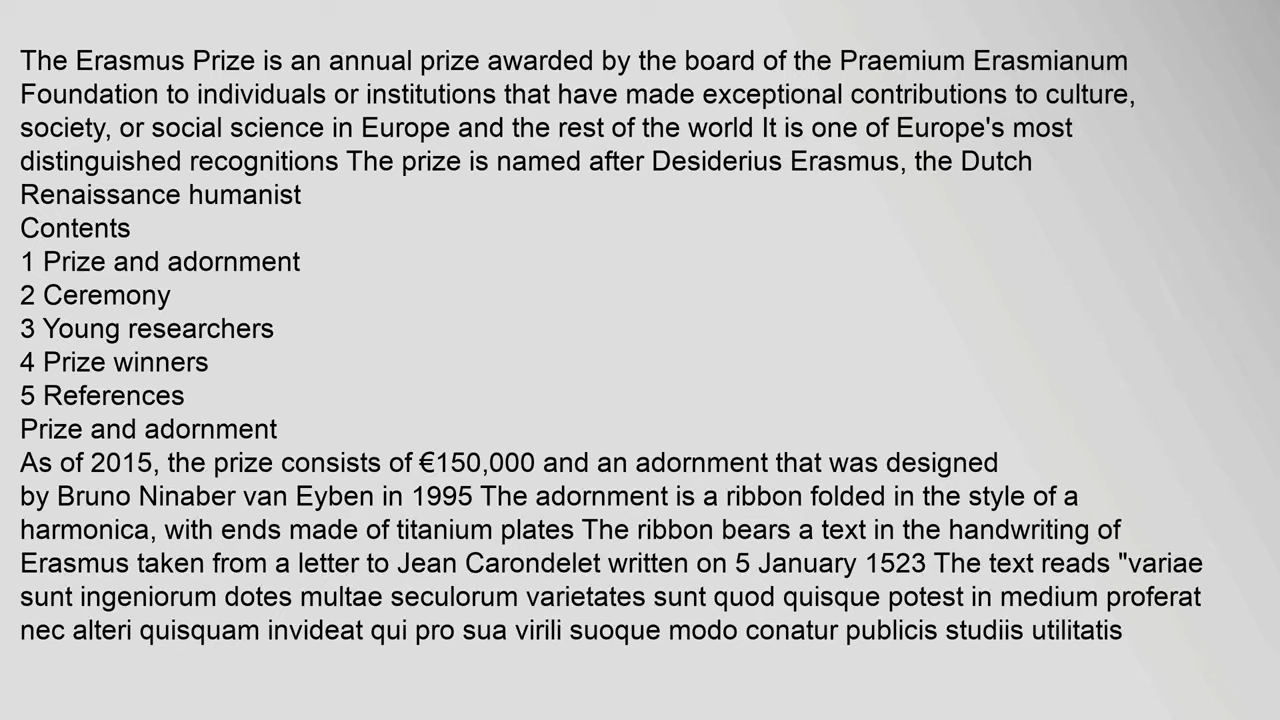 The Erasmus Prize is an annual prize awarded by the board of the Praemium Erasmianum
Foundation to individuals or institutions that have made exceptional contributions to culture,
society, or social science in Europe and the rest of the world It is one of Europe's most
distinguished recognitions The prize is named after Desiderius Erasmus, the Dutch
Renaissance humanist
Contents
1 Prize and adornment
2 Ceremony
3 Young researchers
4 Prize winners
5 References
Prize and adornment
As of 2015, the prize consists of €150,000 and an adornment that was designed
by Bruno Ninaber van Eyben in 1995 The adornment is a ribbon folded in the style of a
harmonica, with ends made of titanium plates The ribbon bears a text in the handwriting of
Erasmus taken from a letter to Jean Carondelet written on 5 January 1523 The text reads "variae
sunt ingeniorum dotes multae seculorum varietates sunt quod quisque potest in medium proferat
nec alteri quisquam invideat qui pro sua virili suoque modo conatur publicis studiis utilitatis